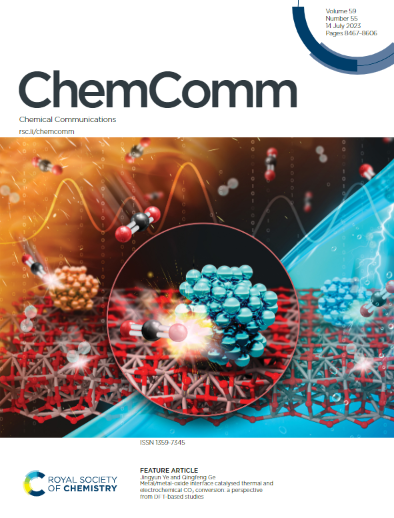 Volume 59
Number 55
14 July 2023
Pages 8467–8606
ChemComm
Chemical Communications
rsc.li/chemcomm
ISSN 1359-7345
ROYAL SOCIETY
OF CHEMISTRY
FEATURE ARTICLE
Jingyun Ye and Qingfeng Ge
Metal/metal-oxide interface catalysed thermal and
electrochemical CO₂ conversion: a perspective
from DFT-based studies